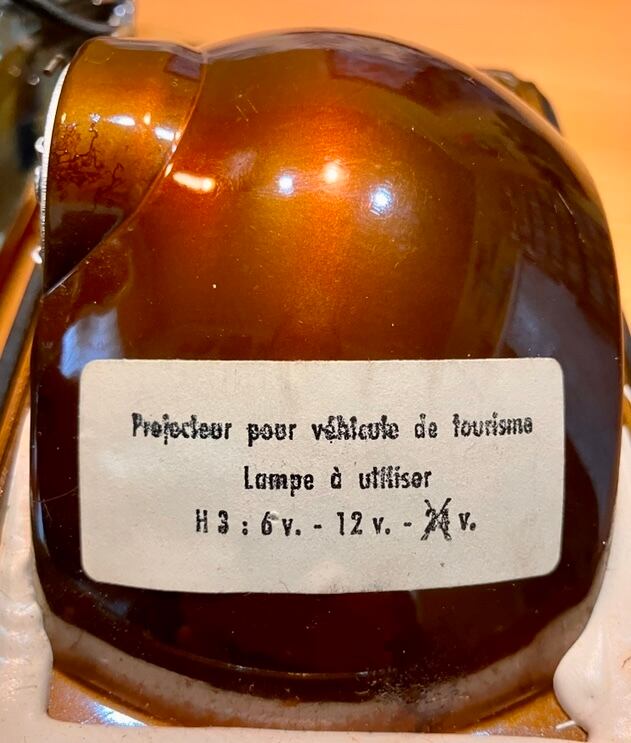 Projecteur pour véhicule de tourisme
Lampe à utiliser
H 3 : 6 v. - 12 v. - 24 v.